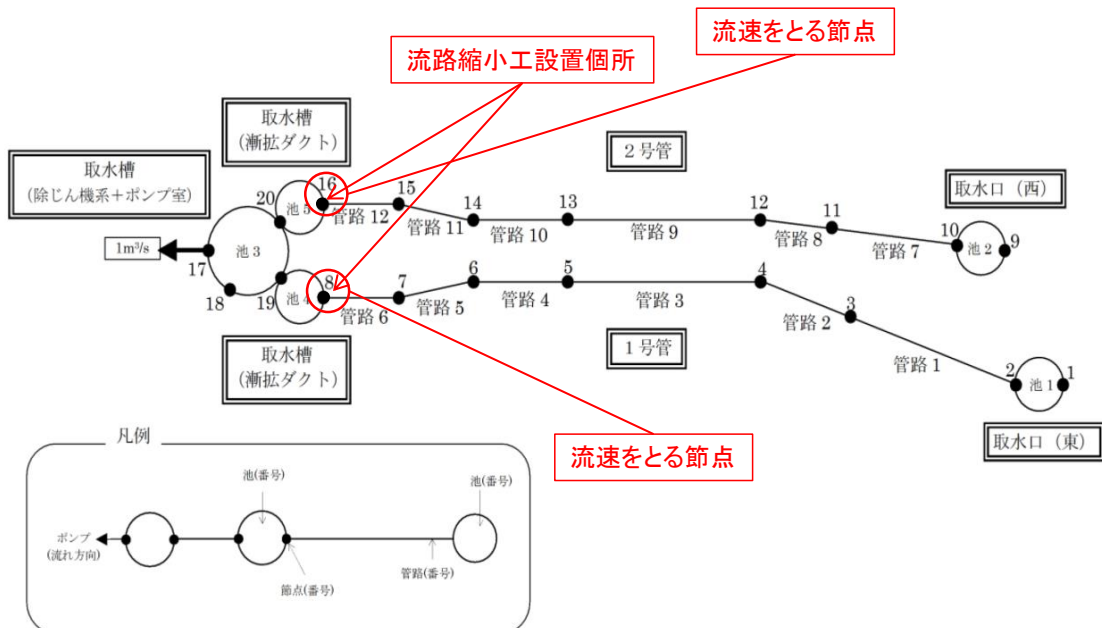 流速をとる節点
流路縮小工設置個所
取水槽
(漸拡ダクト)
取水槽
(除じん機系+ポンプ室)
2号管
取水口(西)
16
15
14
13
12
11
10
9
20
池5
管路12
管路11
管路10
管路9
管路8
管路7
池2
1m³/s
池3
17
18
19
池4
8
7
6
5
4
3
2
1
管路6
管路5
管路4
管路3
管路2
管路1
池1
取水槽
(漸拡ダクト)
1号管
取水口(東)
流速をとる節点
凡例
池(番号)
池(番号)
ポンプ
(流れ方向)
節点(番号)
管路(番号)